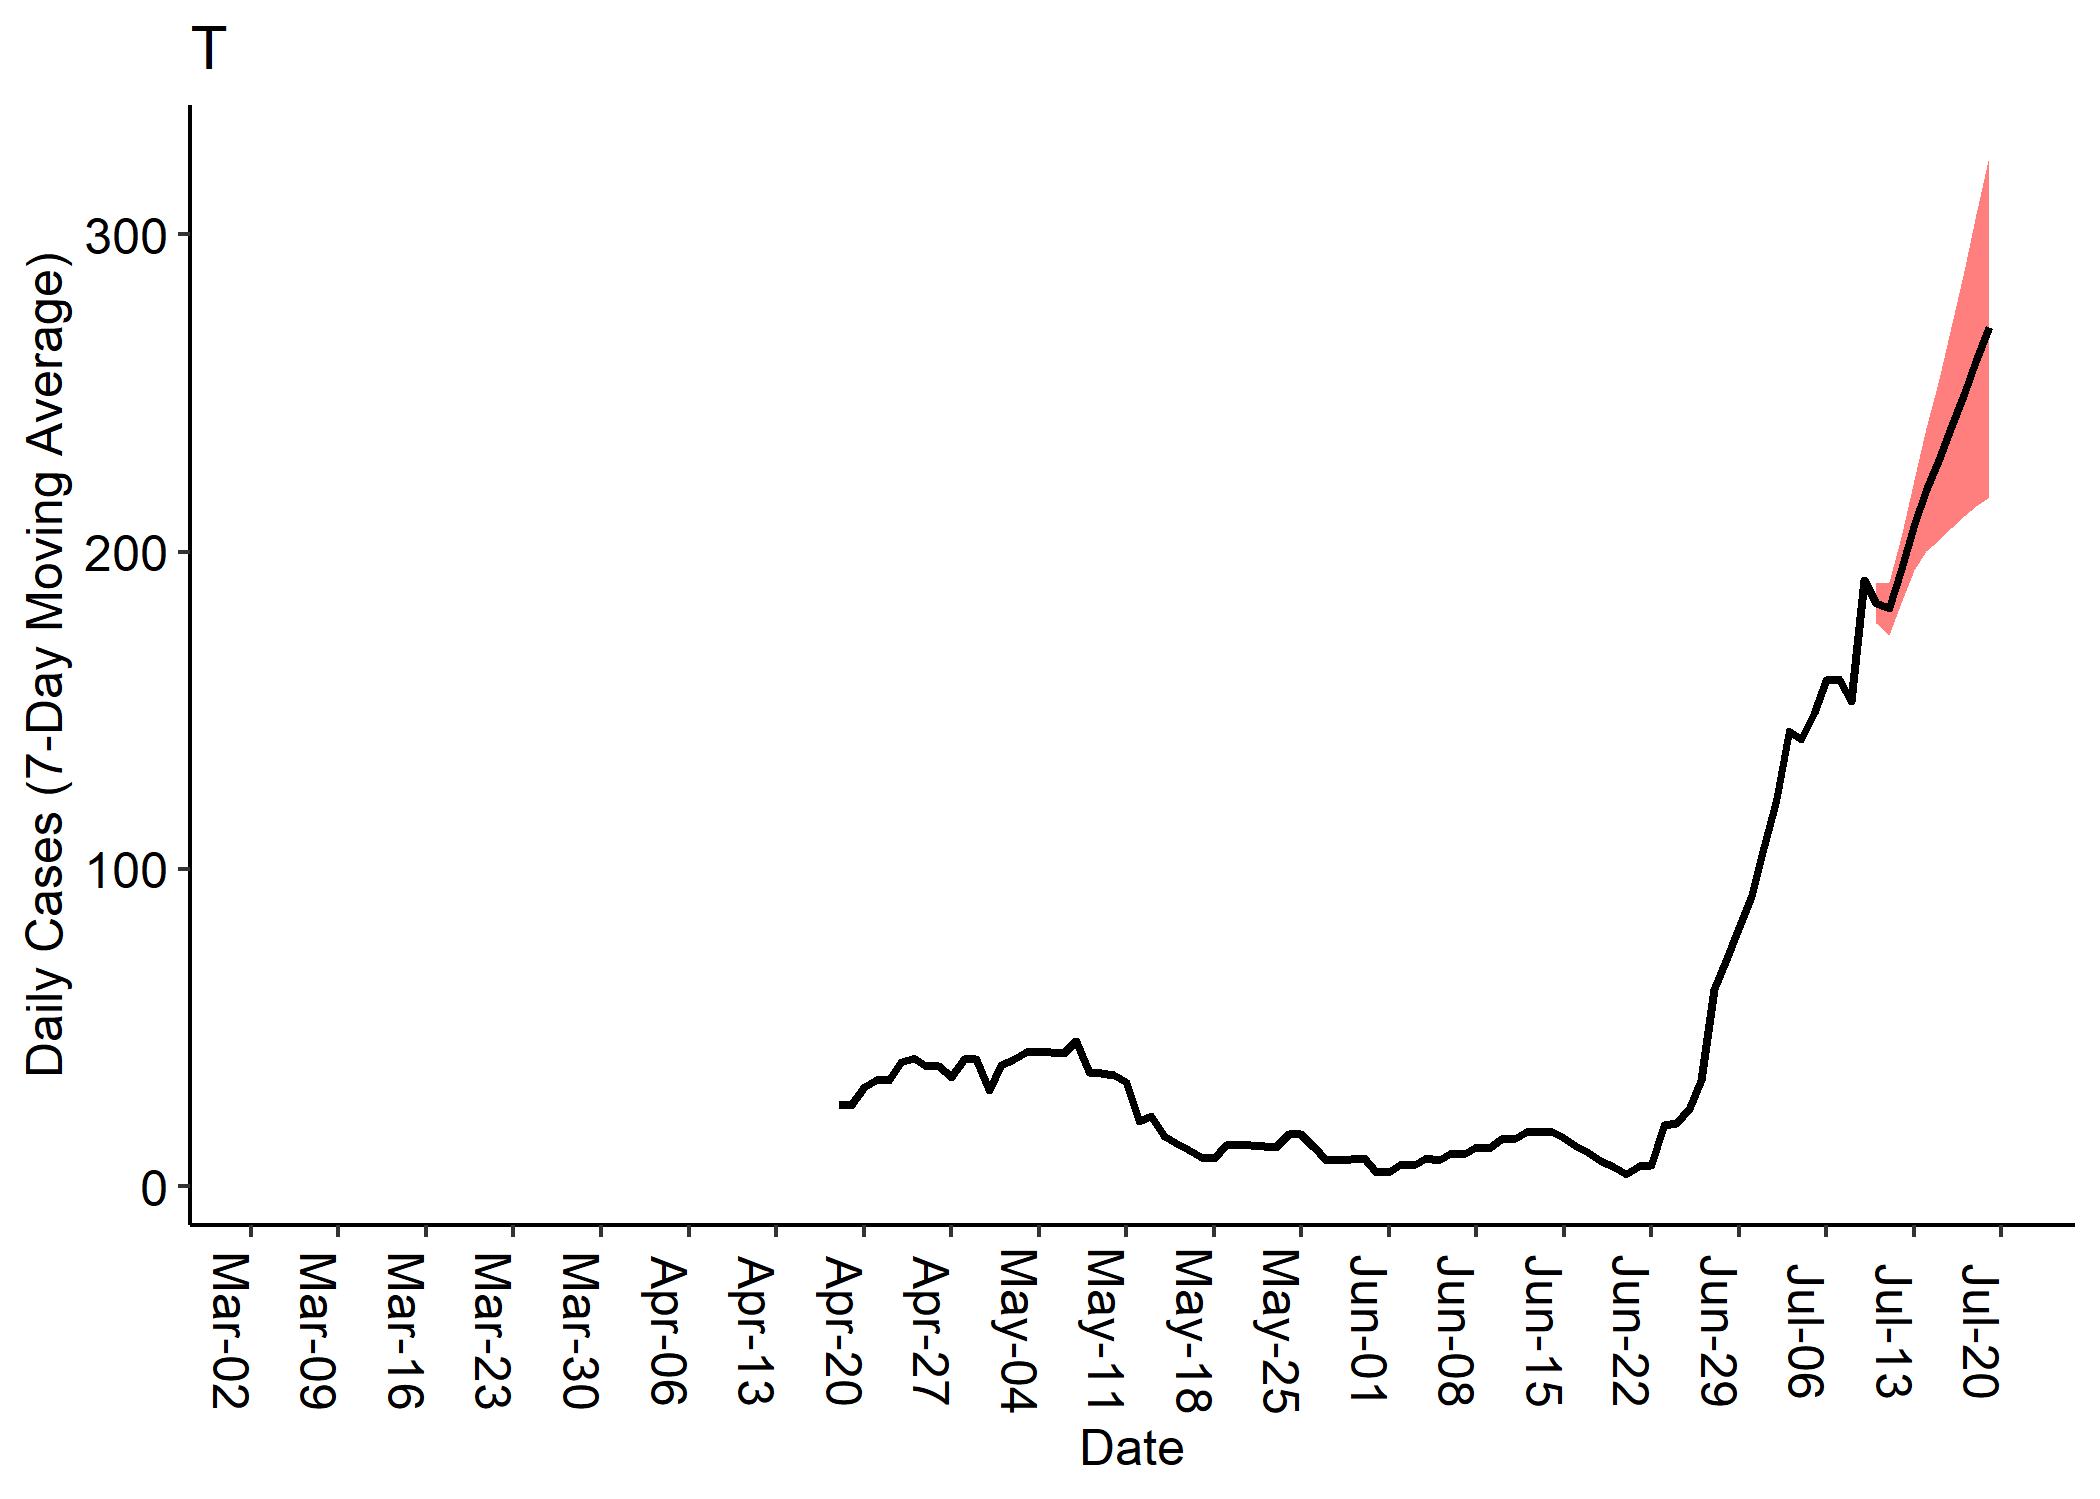 T
Daily Cases (7-Day Moving Average)
300
200
100
0
Mar-02
Mar-09
Mar-16
Mar-23
Mar-30
Apr-06
Apr-13
Apr-20
Apr-27
May-04
May-11
May-18
May-25
Jun-01
Jun-08
Jun-15
Jun-22
Jun-29
Jul-06
Jul-13
Jul-20
Date